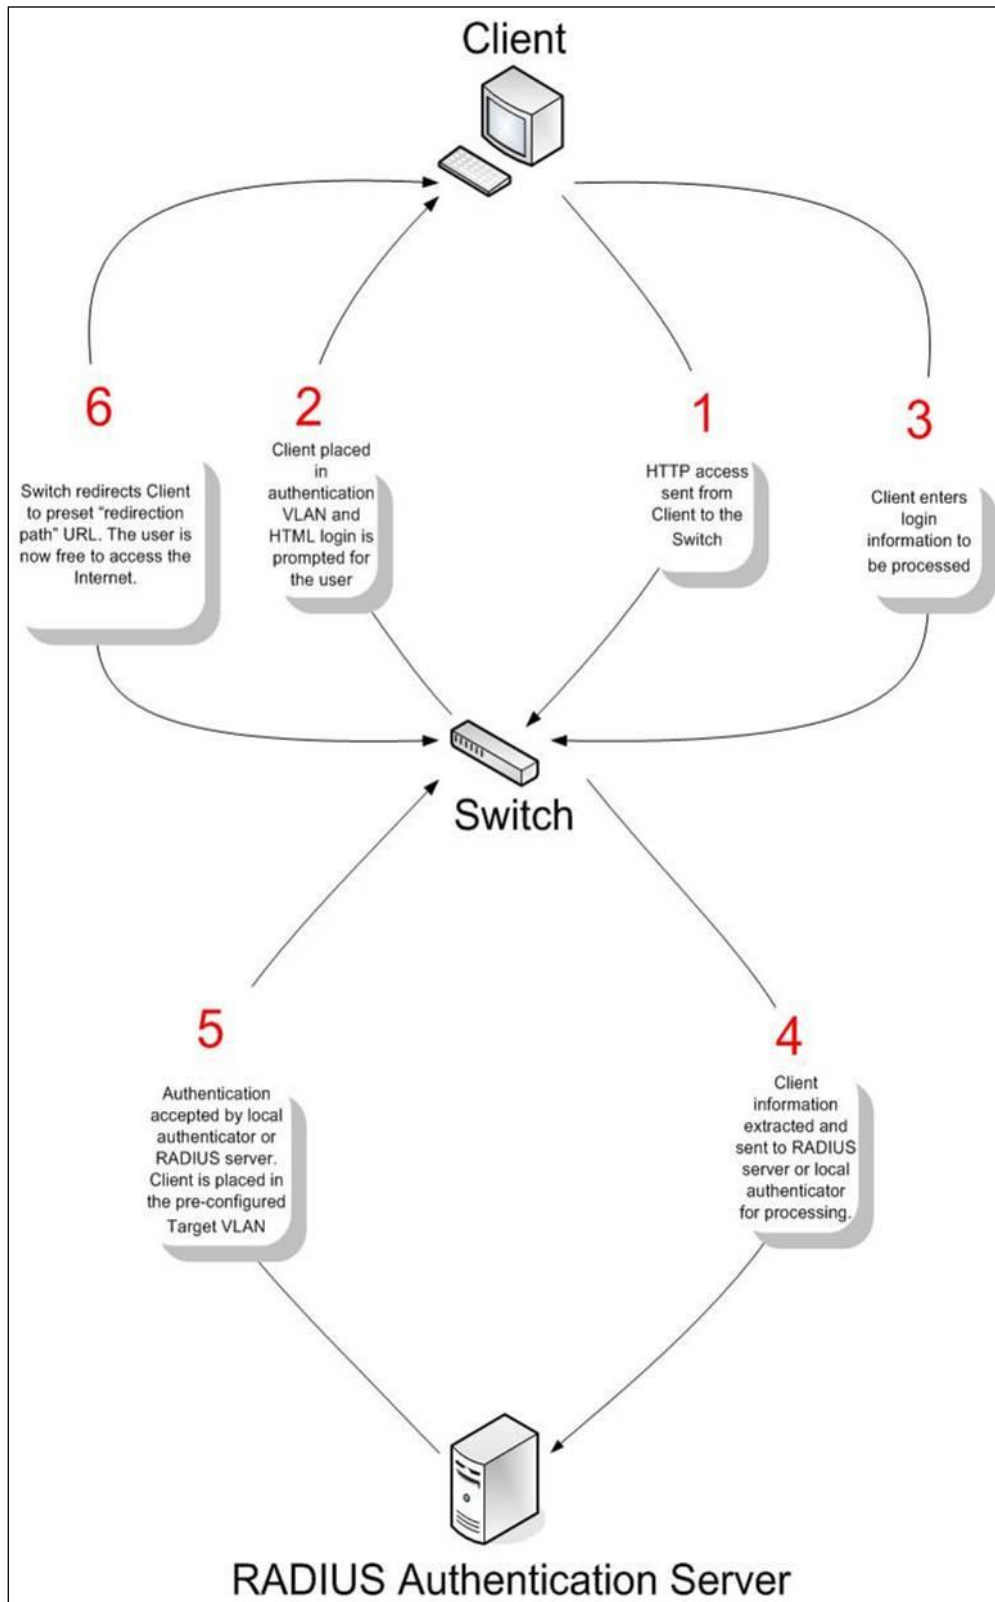 Client
6
Switch redirects Client
to preset “redirection
path” URL. The user is
now free to access the
Internet.
2
Client placed
in
authentication
VLAN and
HTML login is
prompted for
the user
1
HTTP access
sent from
Client to the
Switch
3
Client enters
login
information to
be processed
Switch
5
Authentication
accepted by local
authenticator or
RADIUS server.
Client is placed in
the pre-configured
Target VLAN
4
Client
information
extracted and
sent to RADIUS
server or local
authenticator
for processing.
RADIUS Authentication Server